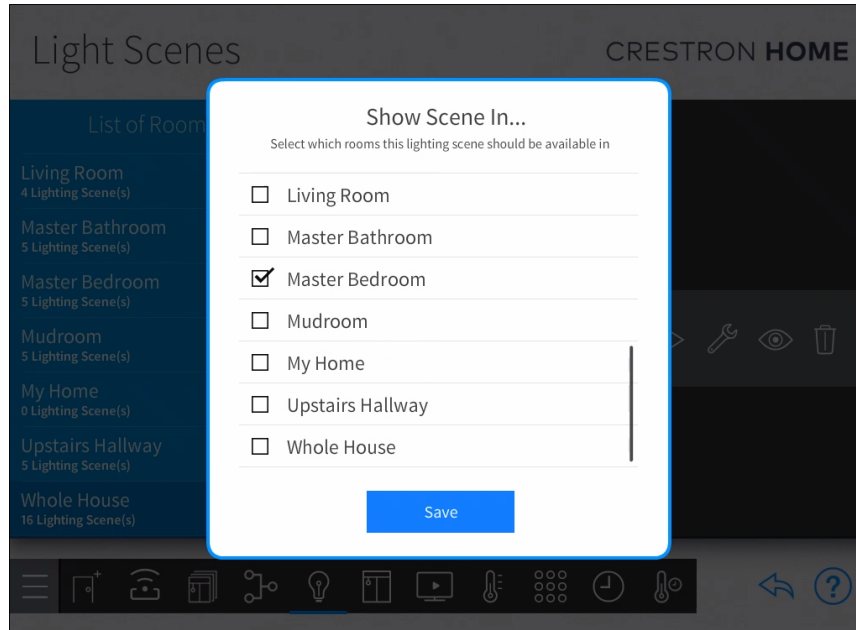 Light Scenes
CRESTRON HOME
List of Room
Living Room
4 Lighting Scene(s)
Master Bathroom
5 Lighting Scene(s)
Master Bedroom
5 Lighting Scene(s)
Mudroom
5 Lighting Scene(s)
My Home
0 Lighting Scene(s)
Upstairs Hallway
5 Lighting Scene(s)
Whole House
16 Lighting Scene(s)
Show Scene In...
Select which rooms this lighting scene should be available in
Living Room
Master Bathroom
Master Bedroom
Mudroom
My Home
Upstairs Hallway
Whole House
Save
?